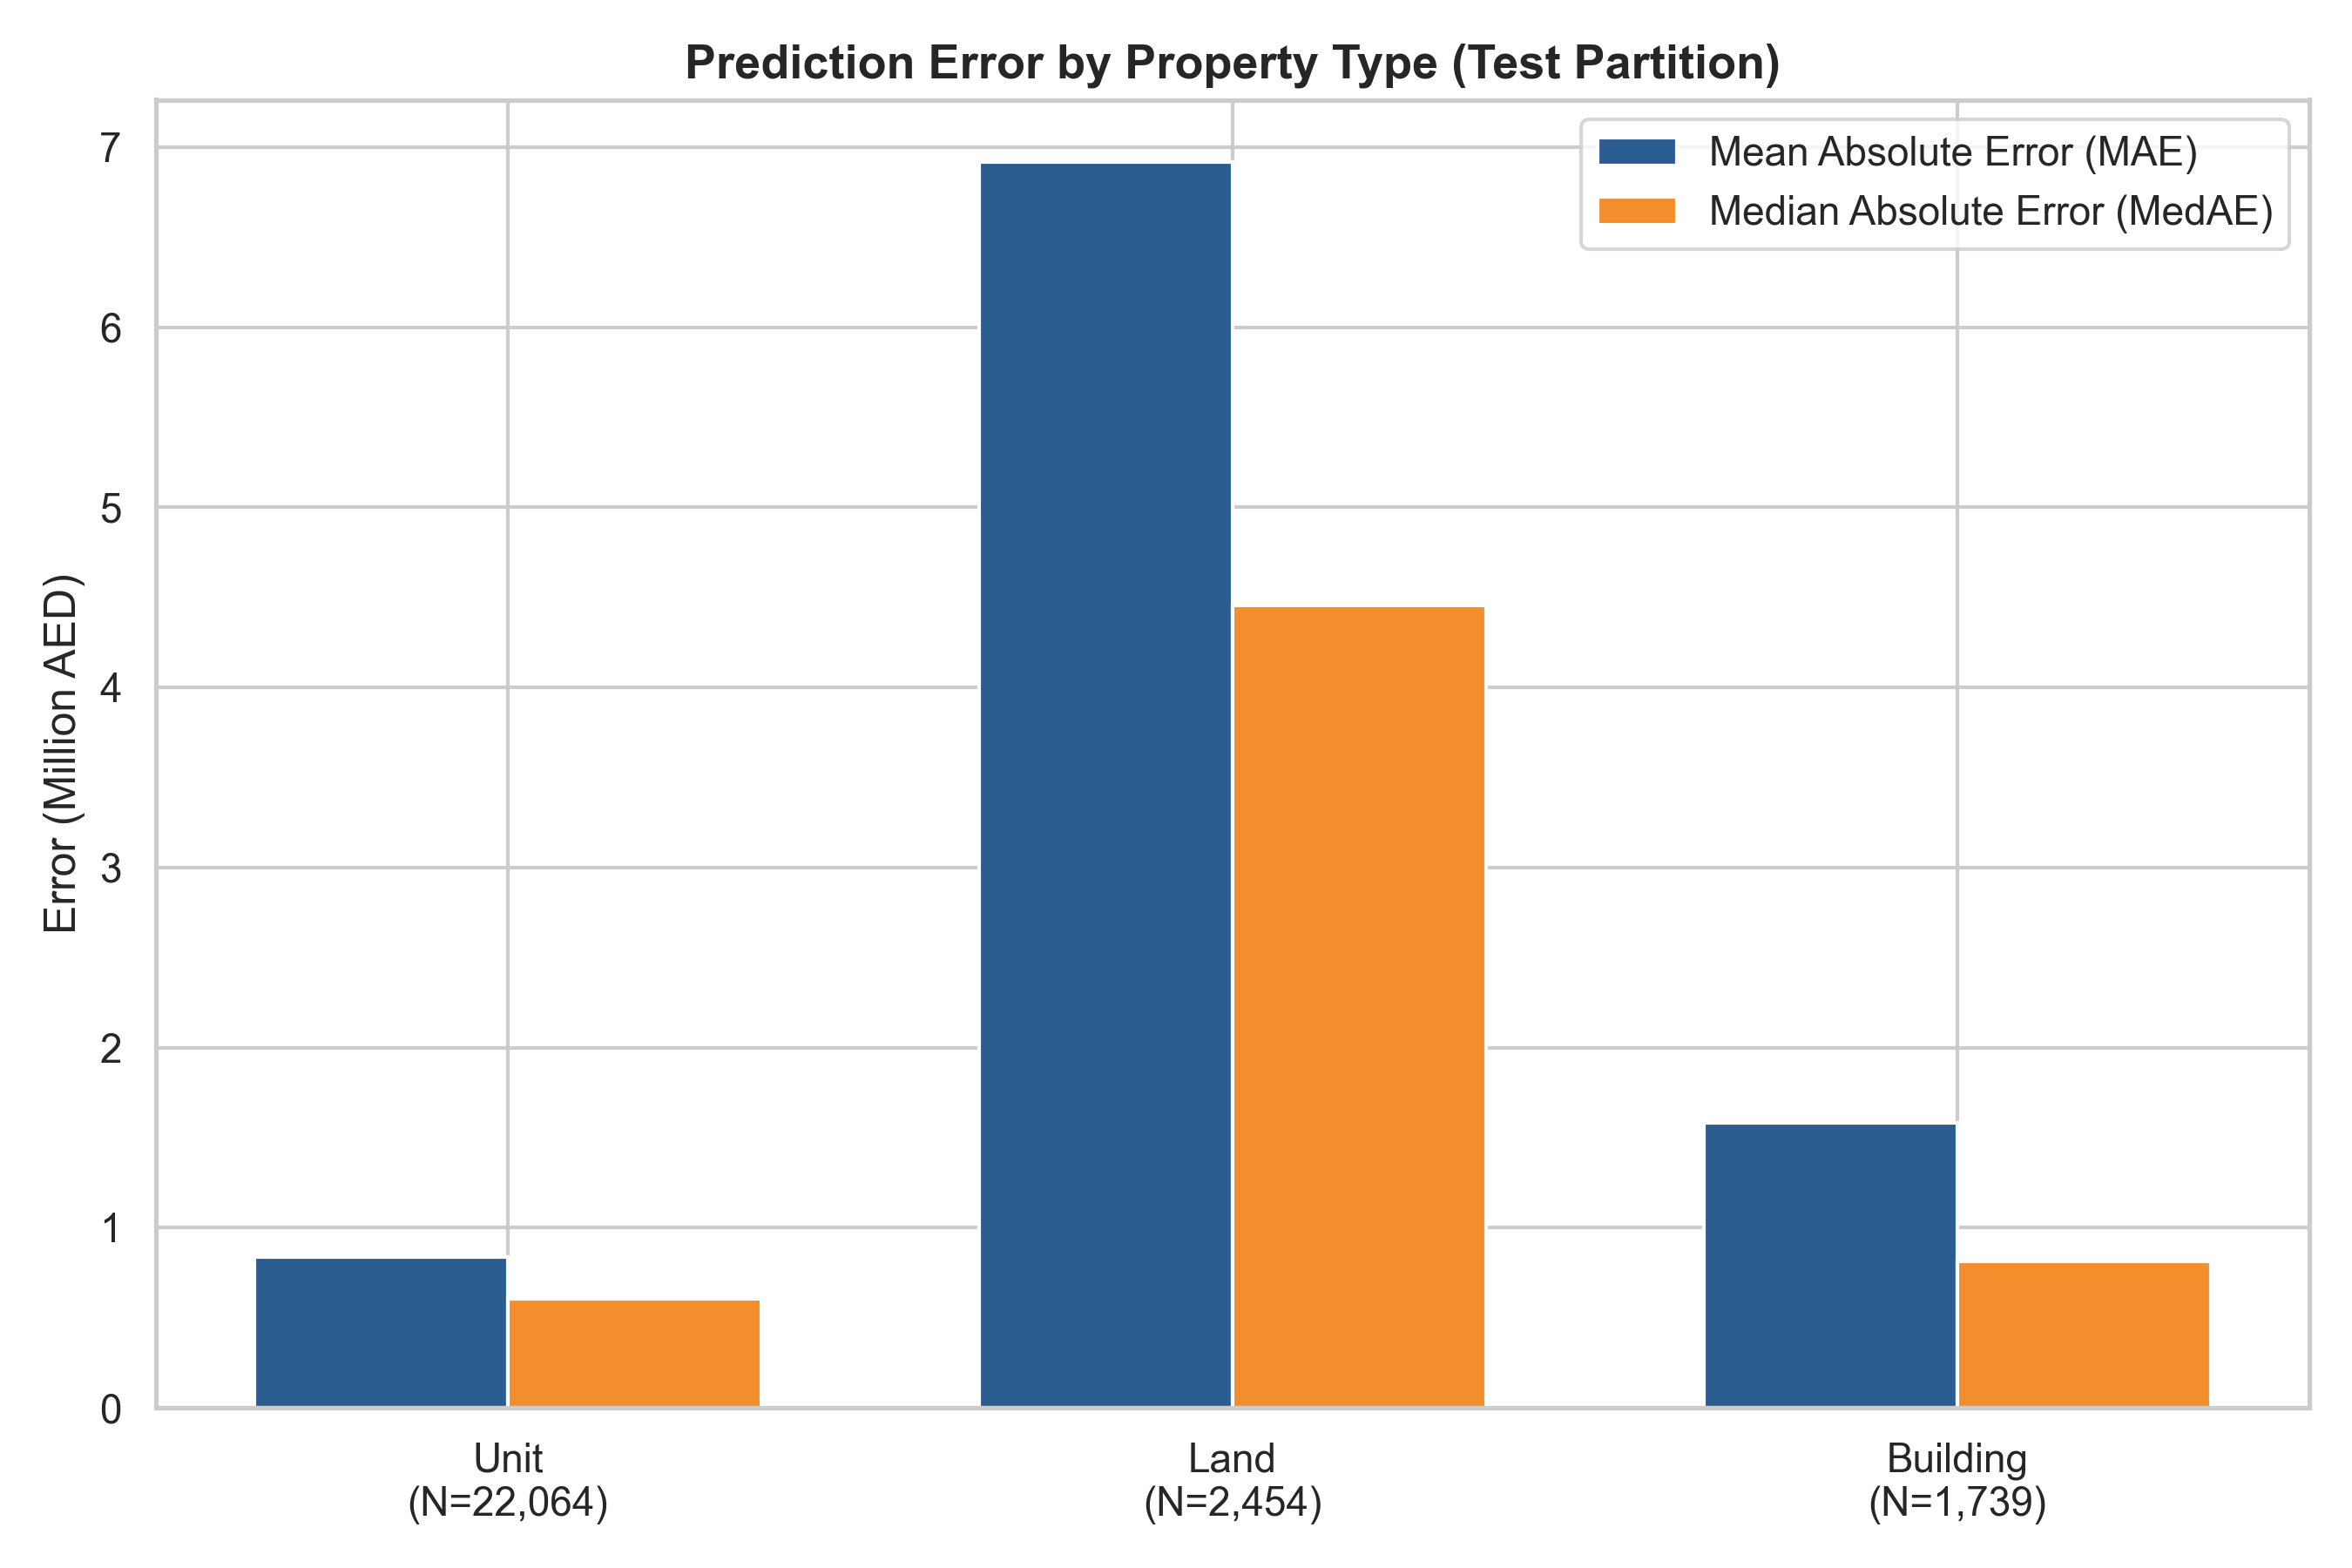 Prediction Error by Property Type (Test Partition)
Mean Absolute Error (MAE)
Median Absolute Error (MedAE)
Error (Million AED)
7
6
5
4
3
2
1
0
Unit
(N=22,064)
Land
(N=2,454)
Building
(N=1,739)